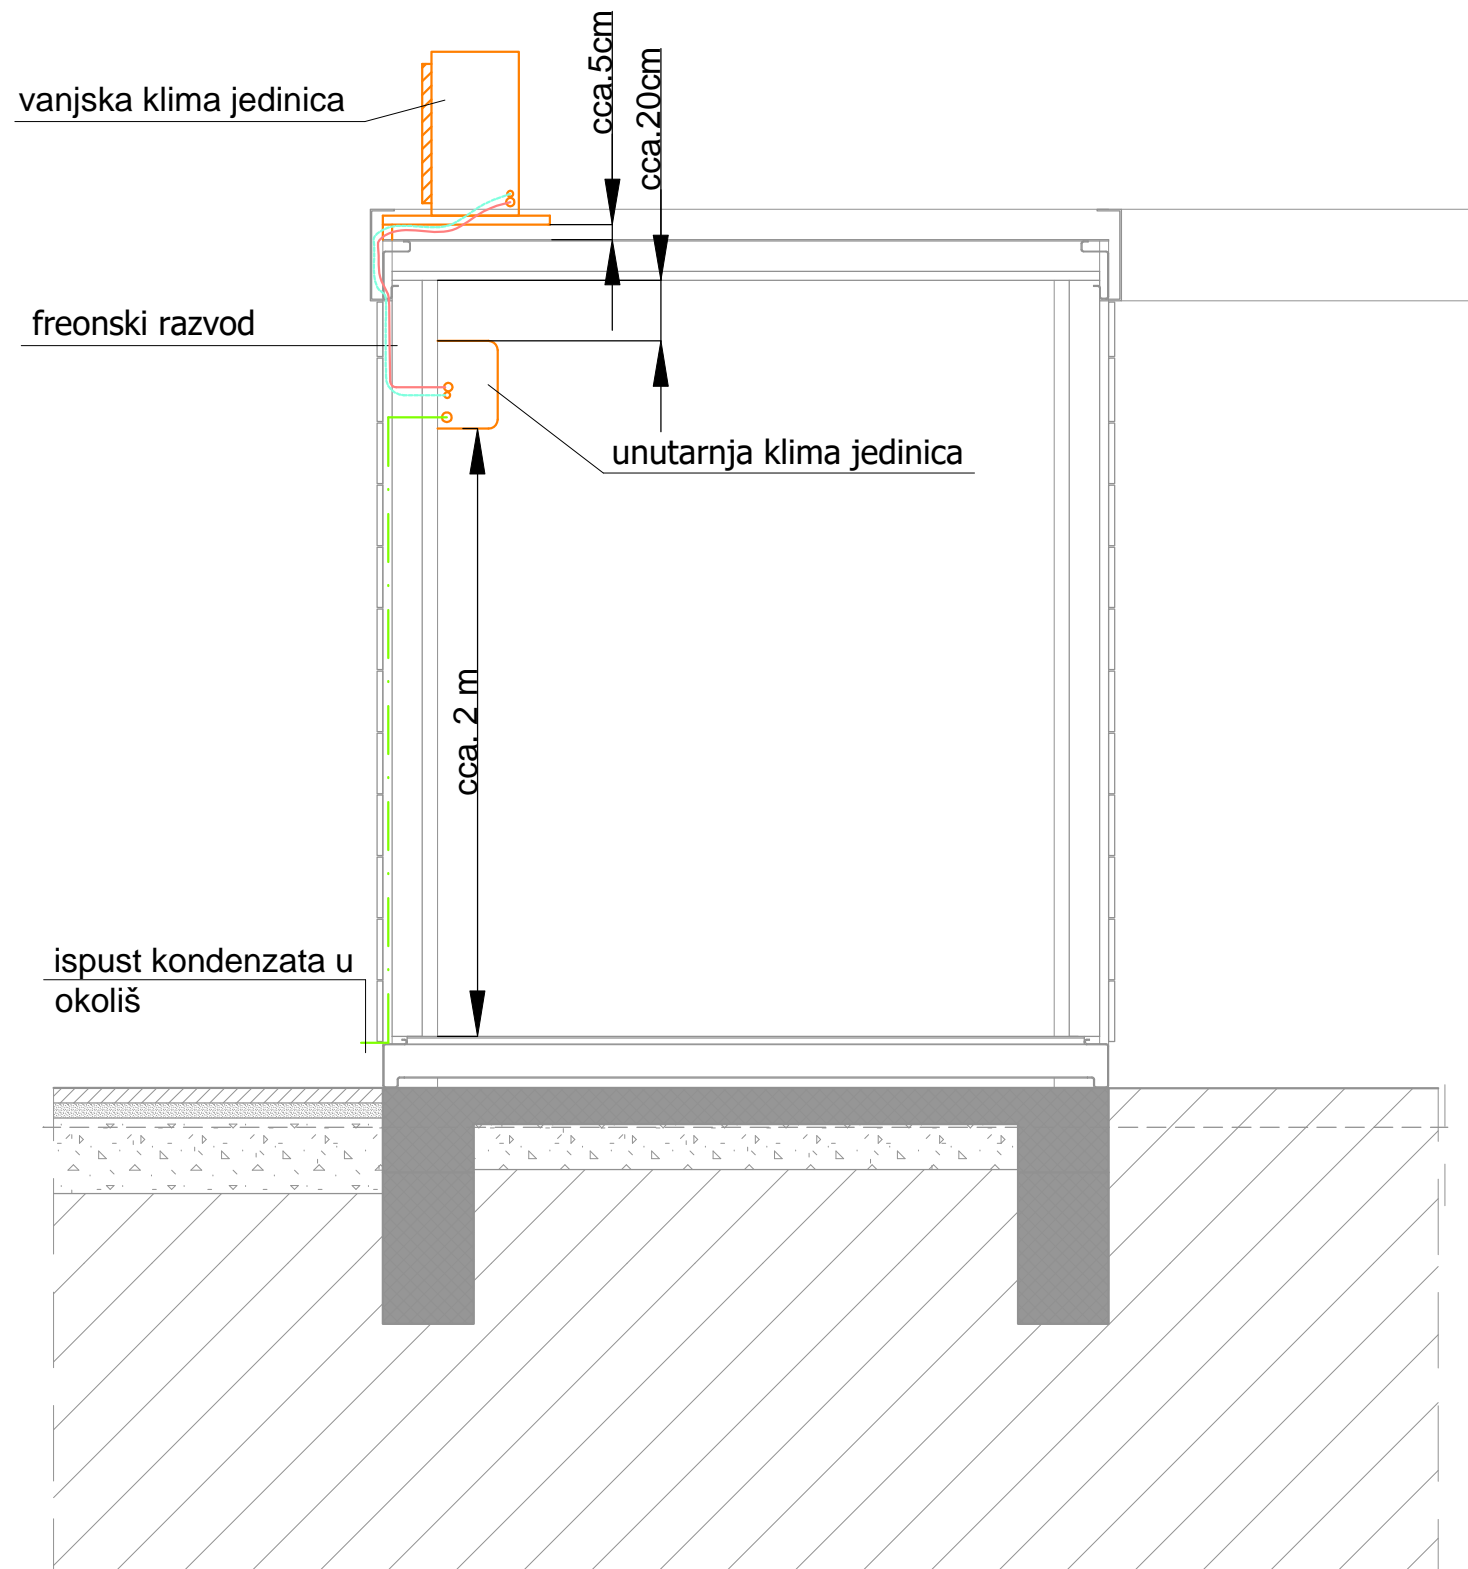 vanjska klima jedinica
cca.5cm
cca.20cm
freonski razvod
unutarnja klima jedinica
cca. 2 m
ispust kondenzata u
okoliš